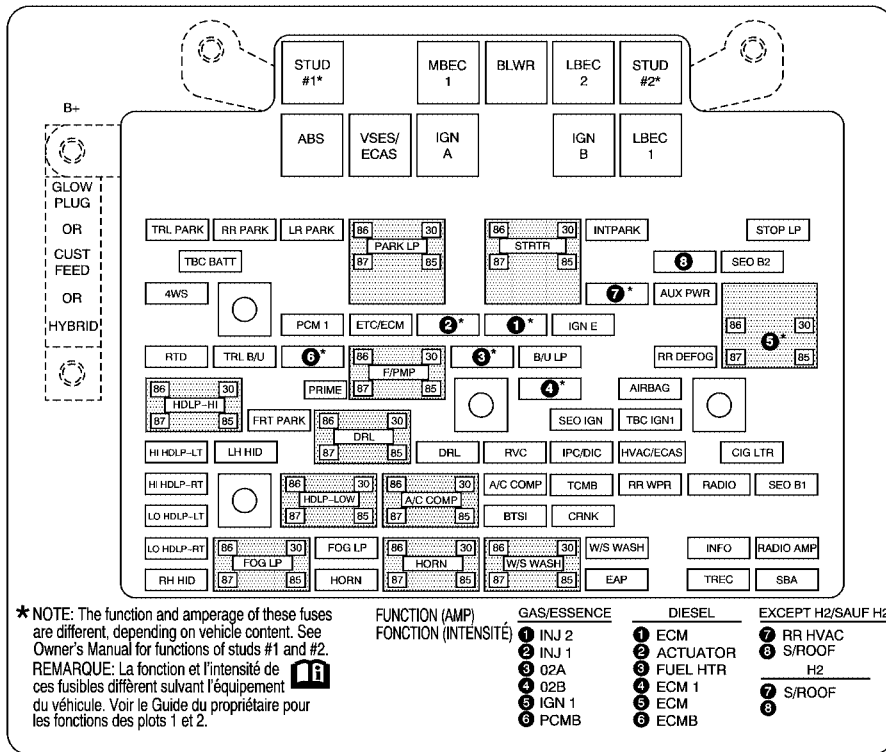 STUD #1*
MBEC 1
BLWR
LBEC 2
STUD #2*
B+
ABS
VSES/ ECAS
IGN A
IGN B
LBEC 1
GLOW PLUG
OR
CUST FEED
OR
HYBRID
TRL PARK
RR PARK
LR PARK
86 30
PARK LP
87 85
86 30
STRTR
87 85
INTPARK
STOP LP
TBC BATT
8
SEO B2
4WS
7*
AUX PWR
PCM 1
ETC/ECM
2*
1*
IGN E
86 30
5*
87 85
RTD
TRL B/U
6*
86 30
F/PMP
87 85
3*
B/U LP
RR DEFOG
PRIME
4*
AIRBAG
86 30
HDLP-HI
87 85
FRT PARK
86 30
DRL
87 85
SEO IGN
TBC IGN1
HI HDLP-LT
LH HID
DRL
RVC
IPC/DIC
HVAC/ECAS
CIG LTR
HI HDLP-RT
86 30
HDLP-LOW
87 85
86 30
A/C COMP
87 85
A/C COMP
TCMB
RR WPR
RADIO
SEO B1
LO HDLP-LT
BTSI
CRNK
LO HDLP-RT
86 30
FOG LP
87 85
FOG LP
86 30
HORN
87 85
86 30
W/S WASH
87 85
W/S WASH
INFO
RADIO AMP
RH HID
HORN
EAP
TREC
SBA
* NOTE: The function and amperage of these fuses
are different, depending on vehicle content. See
Owner's Manual for functions of studs #1 and #2.
REMARQUE: La fonction et l'intensité de
ces fusibles diffèrent sulvant l'équipement
du véhicule. Voir le Guide du propriétaire pour
les fonctions des plots 1 et 2.
i
FUNCTION (AMP)
FONCTION (INTENSITÉ)
GAS/ESSENCE
1 INJ 2
2 INJ 1
3 02A
4 02B
5 IGN 1
6 PCMB
DIESEL
1 ECM
2 ACTUATOR
3 FUEL HTR
4 ECM 1
5 ECM
6 ECMB
EXCEPT H2/SAUF H2
7 RR HVAC
8 S/ROOF
H2
7 S/ROOF
8